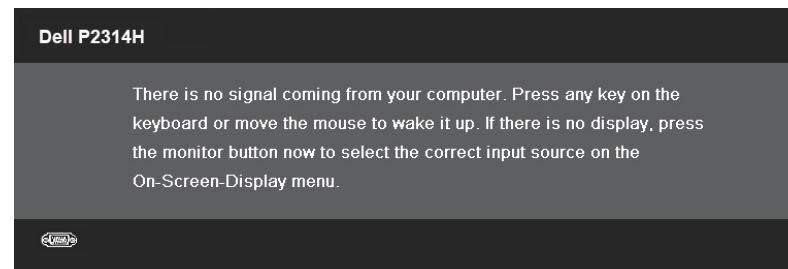 Dell P2314H
There is no signal coming from your computer. Press any key on the
keyboard or move the mouse to wake it up. If there is no display, press
the monitor button now to select the correct input source on the
On-Screen-Display menu.